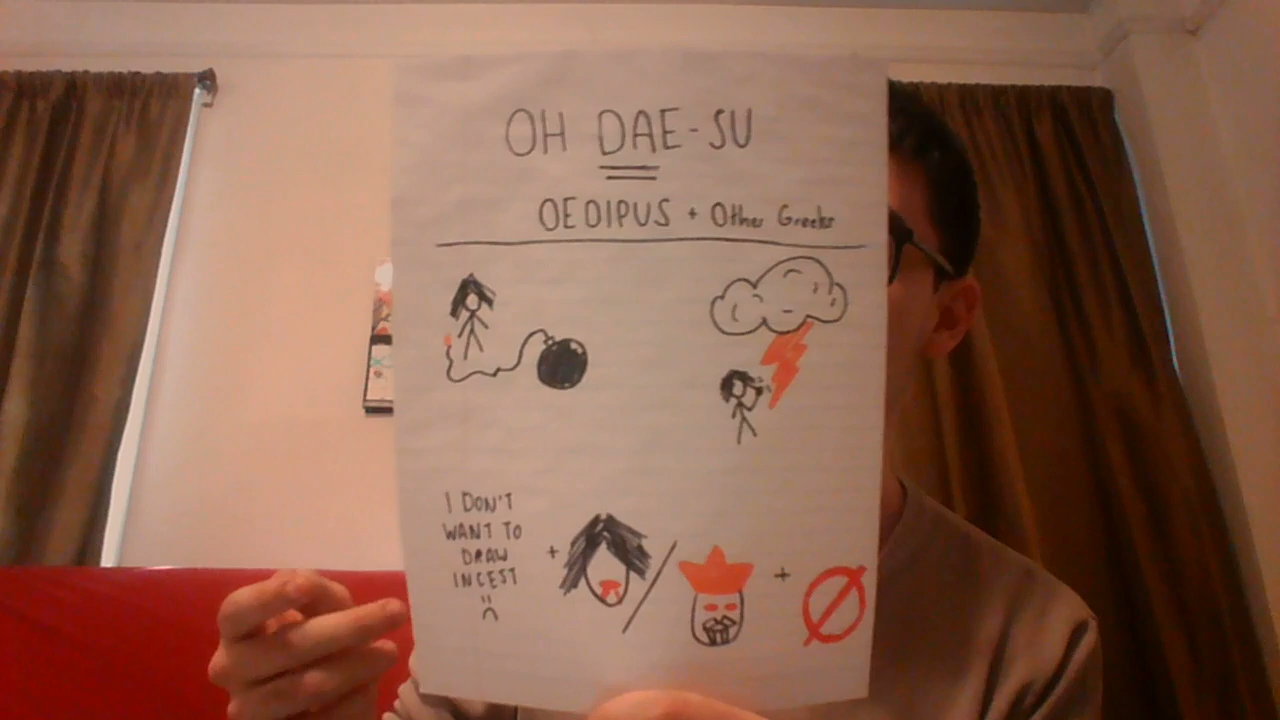 OH DAE-SU
OEDIPUS + Other Greeks
I DON'T
WANT TO
DRAW
INCEST
:(
+
/
+